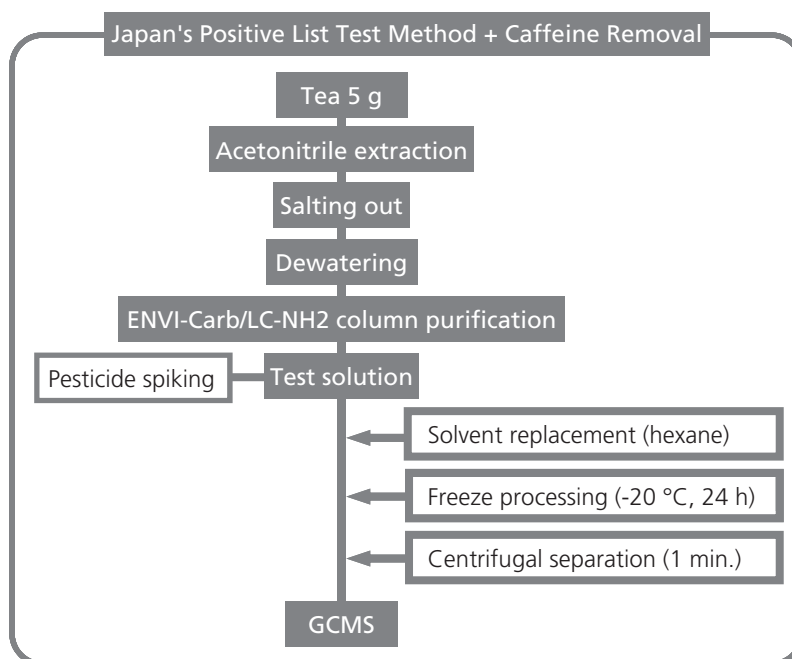 Japan's Positive List Test Method + Caffeine Removal
Tea 5 g
Acetonitrile extraction
Salting out
Dewatering
ENVI-Carb/LC-NH2 column purification
Pesticide spiking
Test solution
Solvent replacement (hexane)
Freeze processing (-20 °C, 24 h)
Centrifugal separation (1 min.)
GCMS